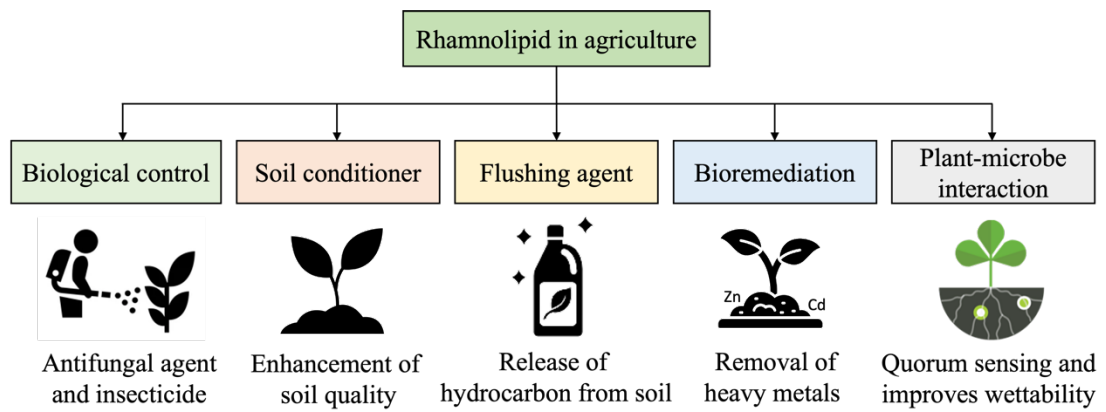 Rhamnolipid in agriculture
Biological control
Soil conditioner
Flushing agent
Bioremediation
Plant-microbe
interaction
Zn
Cd
Antifungal agent
and insecticide
Enhancement of
soil quality
Release of
hydrocarbon from soil
Removal of
heavy metals
Quorum sensing and
improves wettability